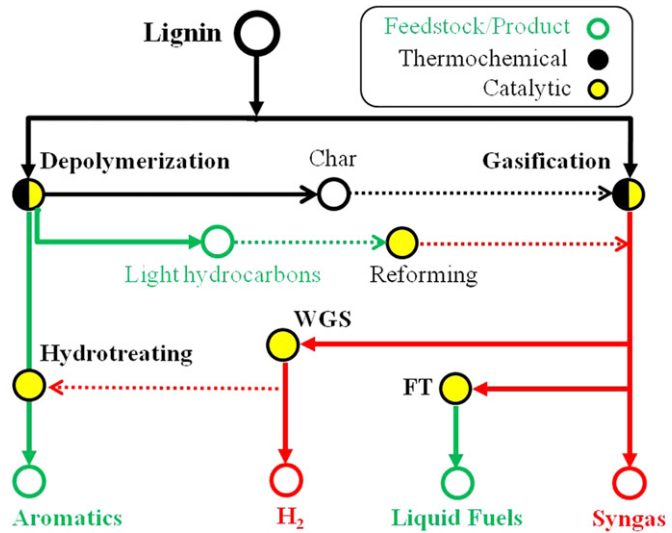 Lignin
Feedstock/Product
Thermochemical
Catalytic
Depolymerization
Char
Gasification
Light hydrocarbons
Reforming
WGS
Hydrotreating
FT
Aromatics
H₂
Liquid Fuels
Syngas